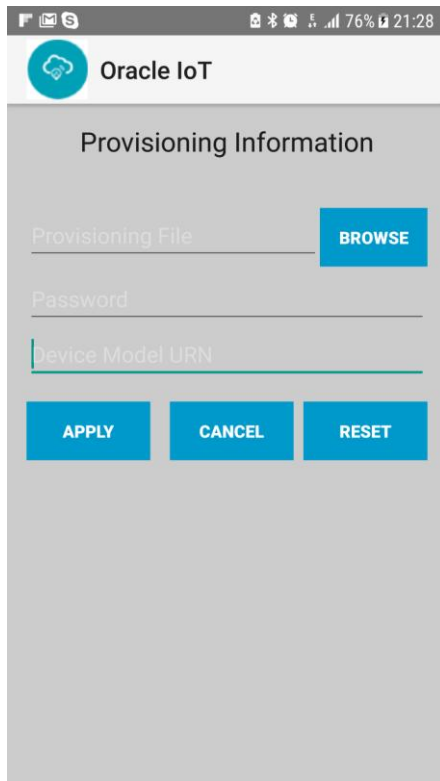 76% 21:28
Oracle IoT
Provisioning Information
Provisioning File
BROWSE
Password
Device Model URN
APPLY CANCEL RESET